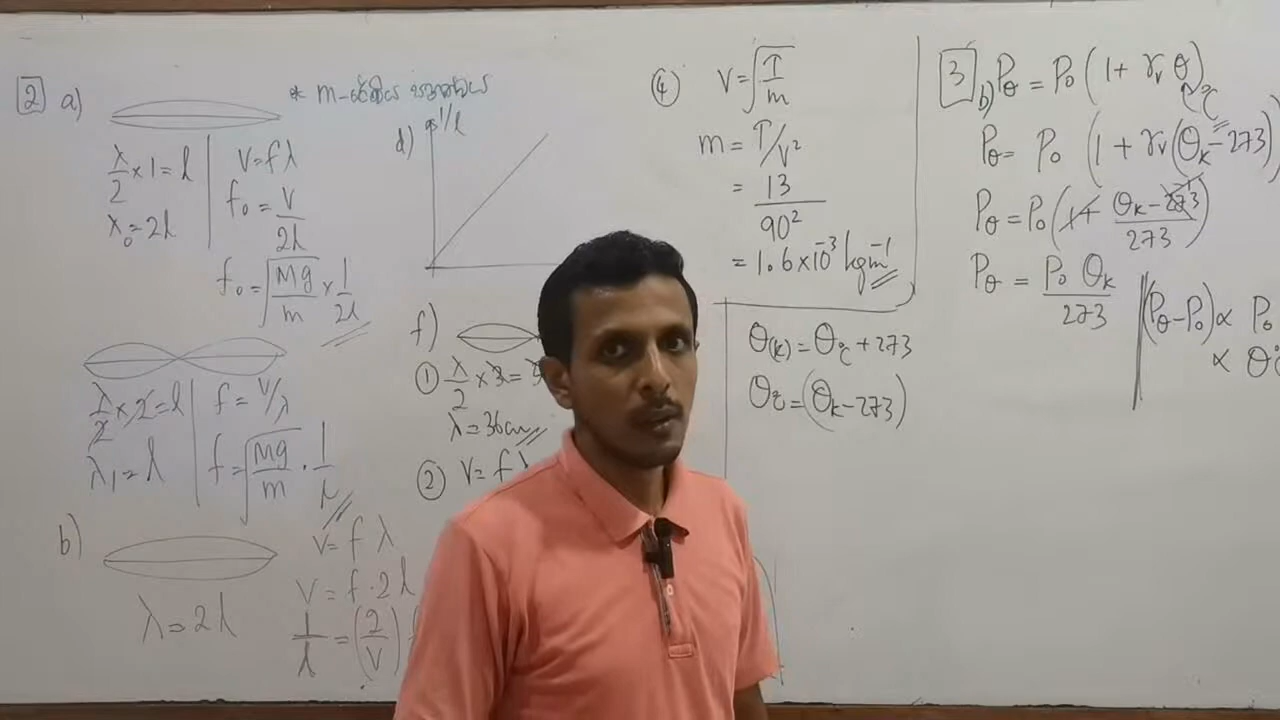 2 a)
* m-රේඛීය ඝනත්වය
λ/2 × 1 = l
λ₀ = 2l
V = fλ
f₀ = V/2l
f₀ = √(Mg/m) × 1/2l
λ/2 × 2 = l
λ₁ = l
f = V/λ
f = √(Mg/m) · 1/l
b)
λ = 2l
V = f λ
V = f · 2l
1/l = (2/V) f
d)
1/l
f)
① λ/2 × 3 =
λ = 36cm
② V = fλ
④ V = √(T/m)
m = T/V²
= 13/90²
= 1.6×10⁻³ kgm⁻¹
θ(K) = θ°C + 273
θ°C = (θK - 273)
3 b) Pθ = P₀ (1 + γv θ)°C
Pθ = P₀ (1 + γv (θK - 273)
Pθ = P₀ (1 + (θK - 273)/273)
Pθ = P₀ θK/273
(Pθ - P₀) ∝ P₀
∝ θ°